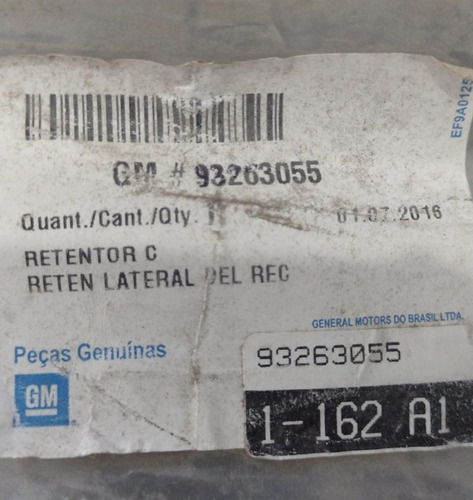 EF9A0125
GM # 93263055
Quant./Cant./Qty. 1
01.07.2016
RETENTOR C
RETEN LATERAL DEL REC
GENERAL MOTORS DO BRASIL LTDA.
Peças Genuínas
GM
93263055
1-162 A1